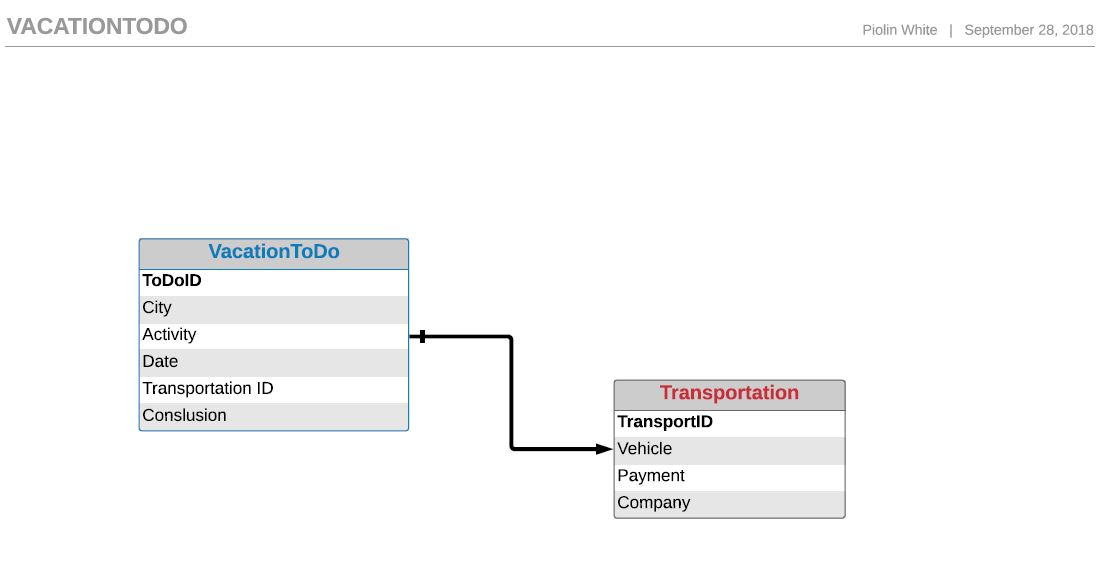 VACATIONTODO
Piolin White | September 28, 2018
VacationToDo
ToDoID
City
Activity
Date
Transportation ID
Conslusion
Transportation
TransportID
Vehicle
Payment
Company